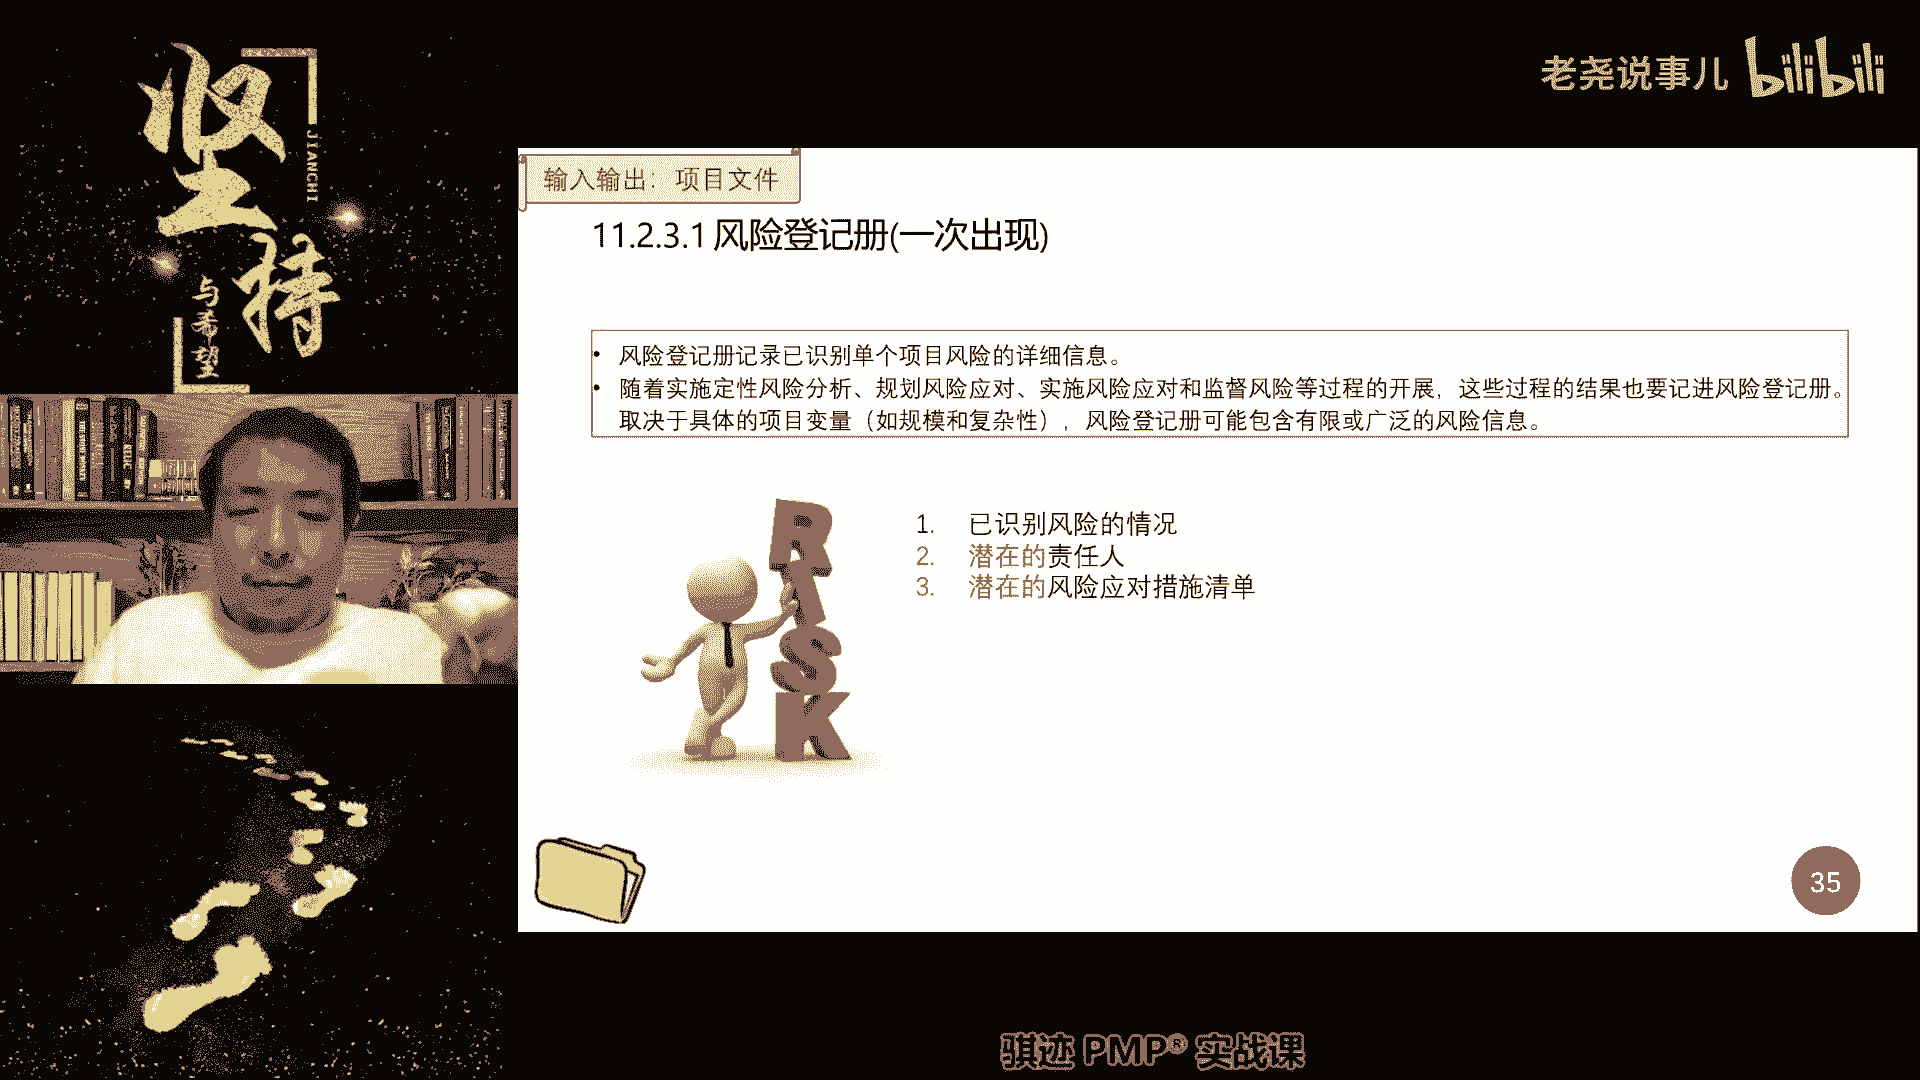 坚持
JIANCHI
与希望
老尧说事儿 bilibili
输入输出：项目文件
11.2.3.1 风险登记册(一次出现)
• 风险登记册记录已识别单个项目风险的详细信息。
• 随着实施定性风险分析、规划风险应对、实施风险应对和监督风险等过程的开展，这些过程的结果也要记进风险登记册。
取决于具体的项目变量（如规模和复杂性），风险登记册可能包含有限或广泛的风险信息。
1. 已识别风险的情况
2. 潜在的责任人
3. 潜在的风险应对措施清单
RISK
35
骐迹 PMP® 实战课